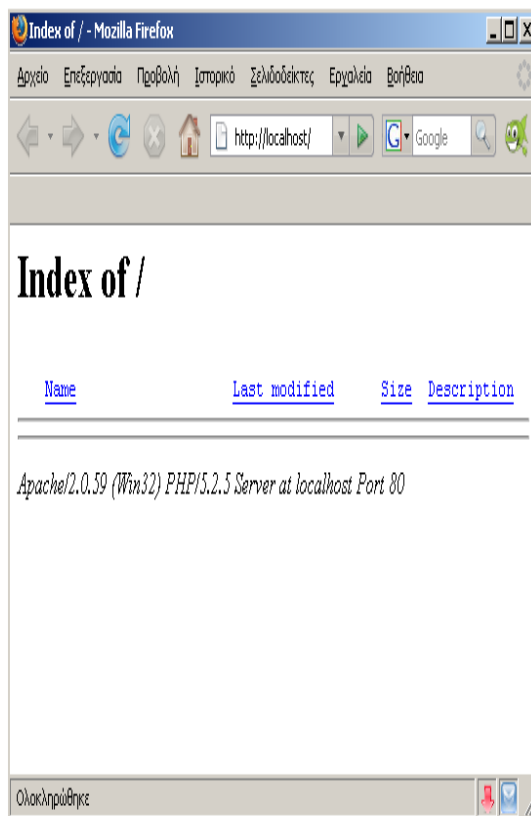 Index of / - Mozilla Firefox
Αρχείο Επεξεργασία Προβολή Ιστορικό Σελιδοδείκτες Εργαλεία Βοήθεια
http://localhost/ G Google
Index of /
Name Last modified Size Description
Apache/2.0.59 (Win32) PHP/5.2.5 Server at localhost Port 80
Ολοκληρώθηκε